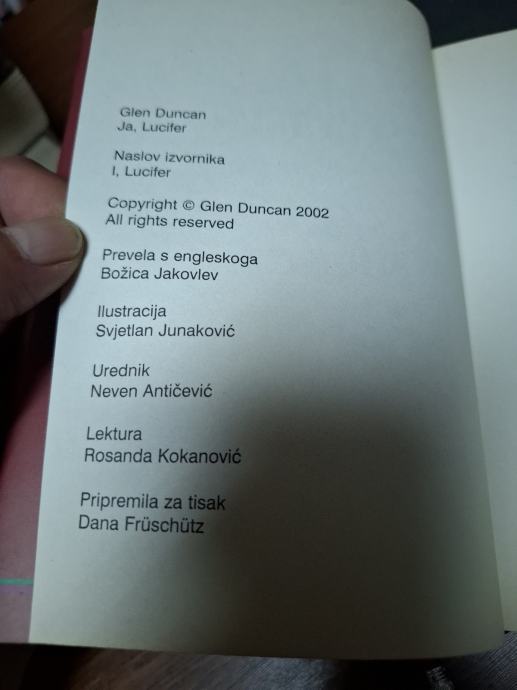 Glen Duncan
Ja, Lucifer
Naslov izvornika
I, Lucifer
Copyright © Glen Duncan 2002
All rights reserved
Prevela s engleskoga
Božica Jakovlev
Ilustracija
Svjetlan Junaković
Urednik
Neven Antičević
Lektura
Rosanda Kokanović
Pripremila za tisak
Dana Früschütz